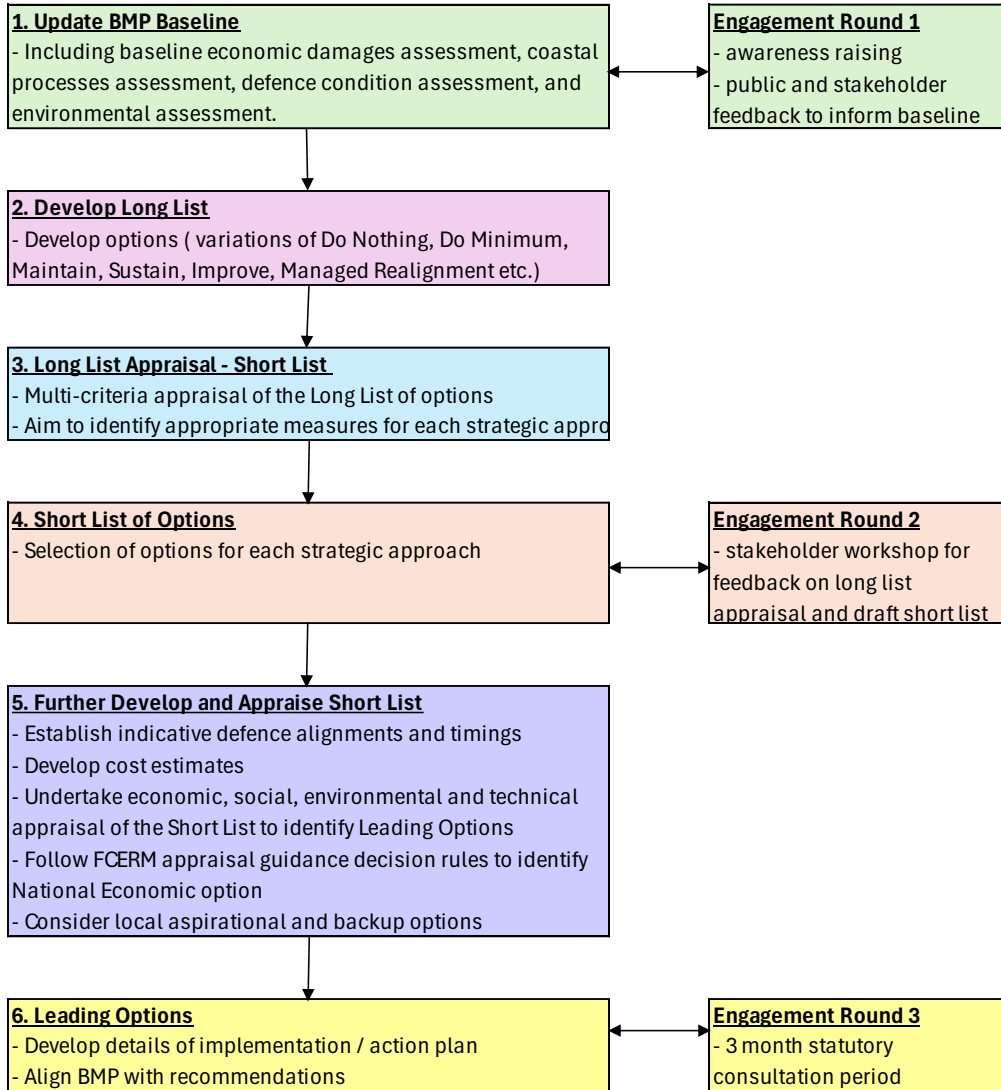 1. Update BMP Baseline
- Including baseline economic damages assessment, coastal
processes assessment, defence condition assessment, and
environmental assessment.
Engagement Round 1
- awareness raising
- public and stakeholder
feedback to inform baseline
2. Develop Long List
- Develop options ( variations of Do Nothing, Do Minimum,
Maintain, Sustain, Improve, Managed Realignment etc.)
3. Long List Appraisal - Short List
- Multi-criteria appraisal of the Long List of options
- Aim to identify appropriate measures for each strategic appro
4. Short List of Options
- Selection of options for each strategic approach
Engagement Round 2
- stakeholder workshop for
feedback on long list
appraisal and draft short list
5. Further Develop and Appraise Short List
- Establish indicative defence alignments and timings
- Develop cost estimates
- Undertake economic, social, environmental and technical
appraisal of the Short List to identify Leading Options
- Follow FCERM appraisal guidance decision rules to identify
National Economic option
- Consider local aspirational and backup options
6. Leading Options
- Develop details of implementation / action plan
- Align BMP with recommendations
Engagement Round 3
- 3 month statutory
consultation period